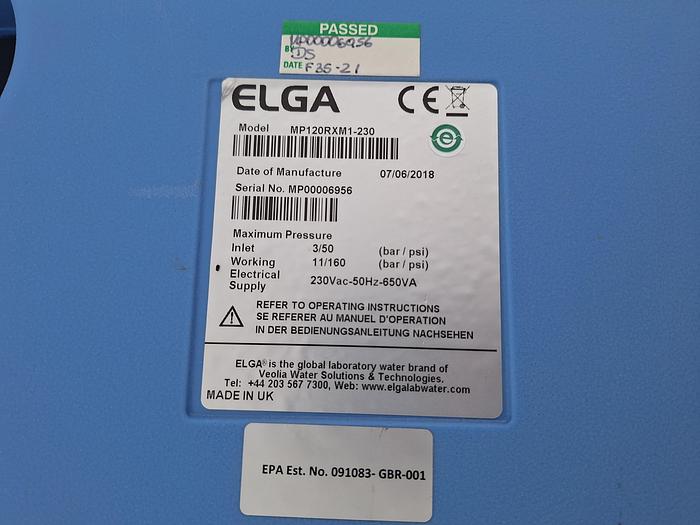 PASSED
MP00006956
BY DS
DATE F35-21
ELGA CE
Model MP120RXM1-230
e
Date of Manufacture 07/06/2018
Serial No. MP00006956
Maximum Pressure
Inlet 3/50 (bar / psi)
Working 11/160 (bar / psi)
Electrical Supply 230Vac-50Hz-650VA
REFER TO OPERATING INSTRUCTIONS
SE REFERER AU MANUEL D'OPERATION
IN DER BEDIENUNGSANLEITUNG NACHSEHEN
ELGA® is the global laboratory water brand of
Veolia Water Solutions & Technologies.
Tel: +44 203 567 7300, Web: www.elgalabwater.com
MADE IN UK
EPA Est. No. 091083- GBR-001